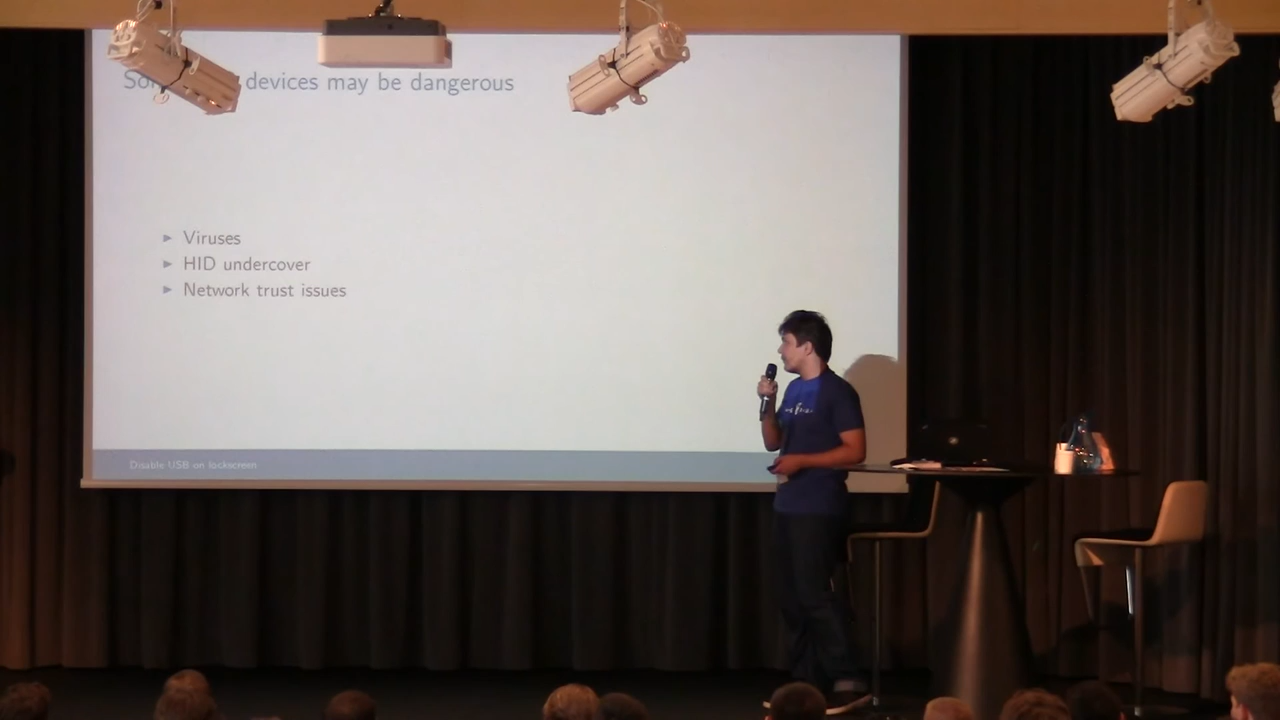 devices may be dangerous
▸ Viruses
▸ HID undercover
▸ Network trust issues
Disable USB on lockscreen